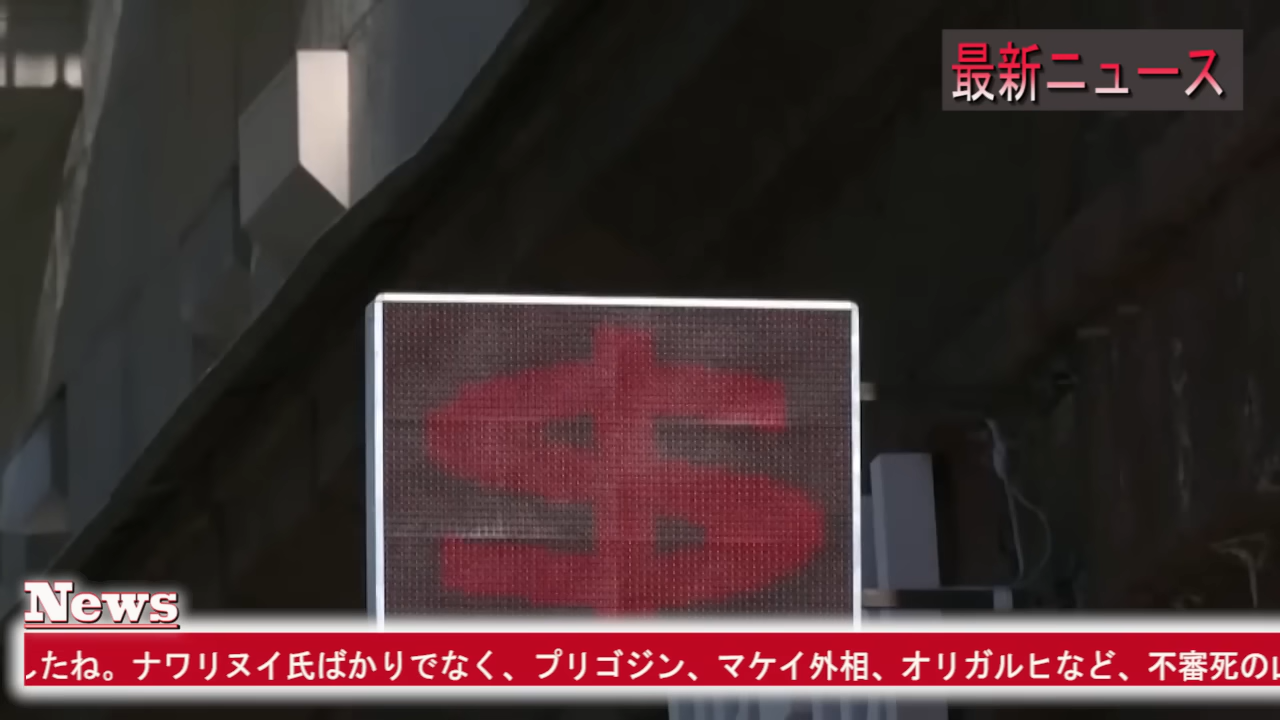 最新ニュース
$
News
したね。ナワリヌイ氏ばかりでなく、プリゴジン、マケイ外相、オリガルヒなど、不審死の